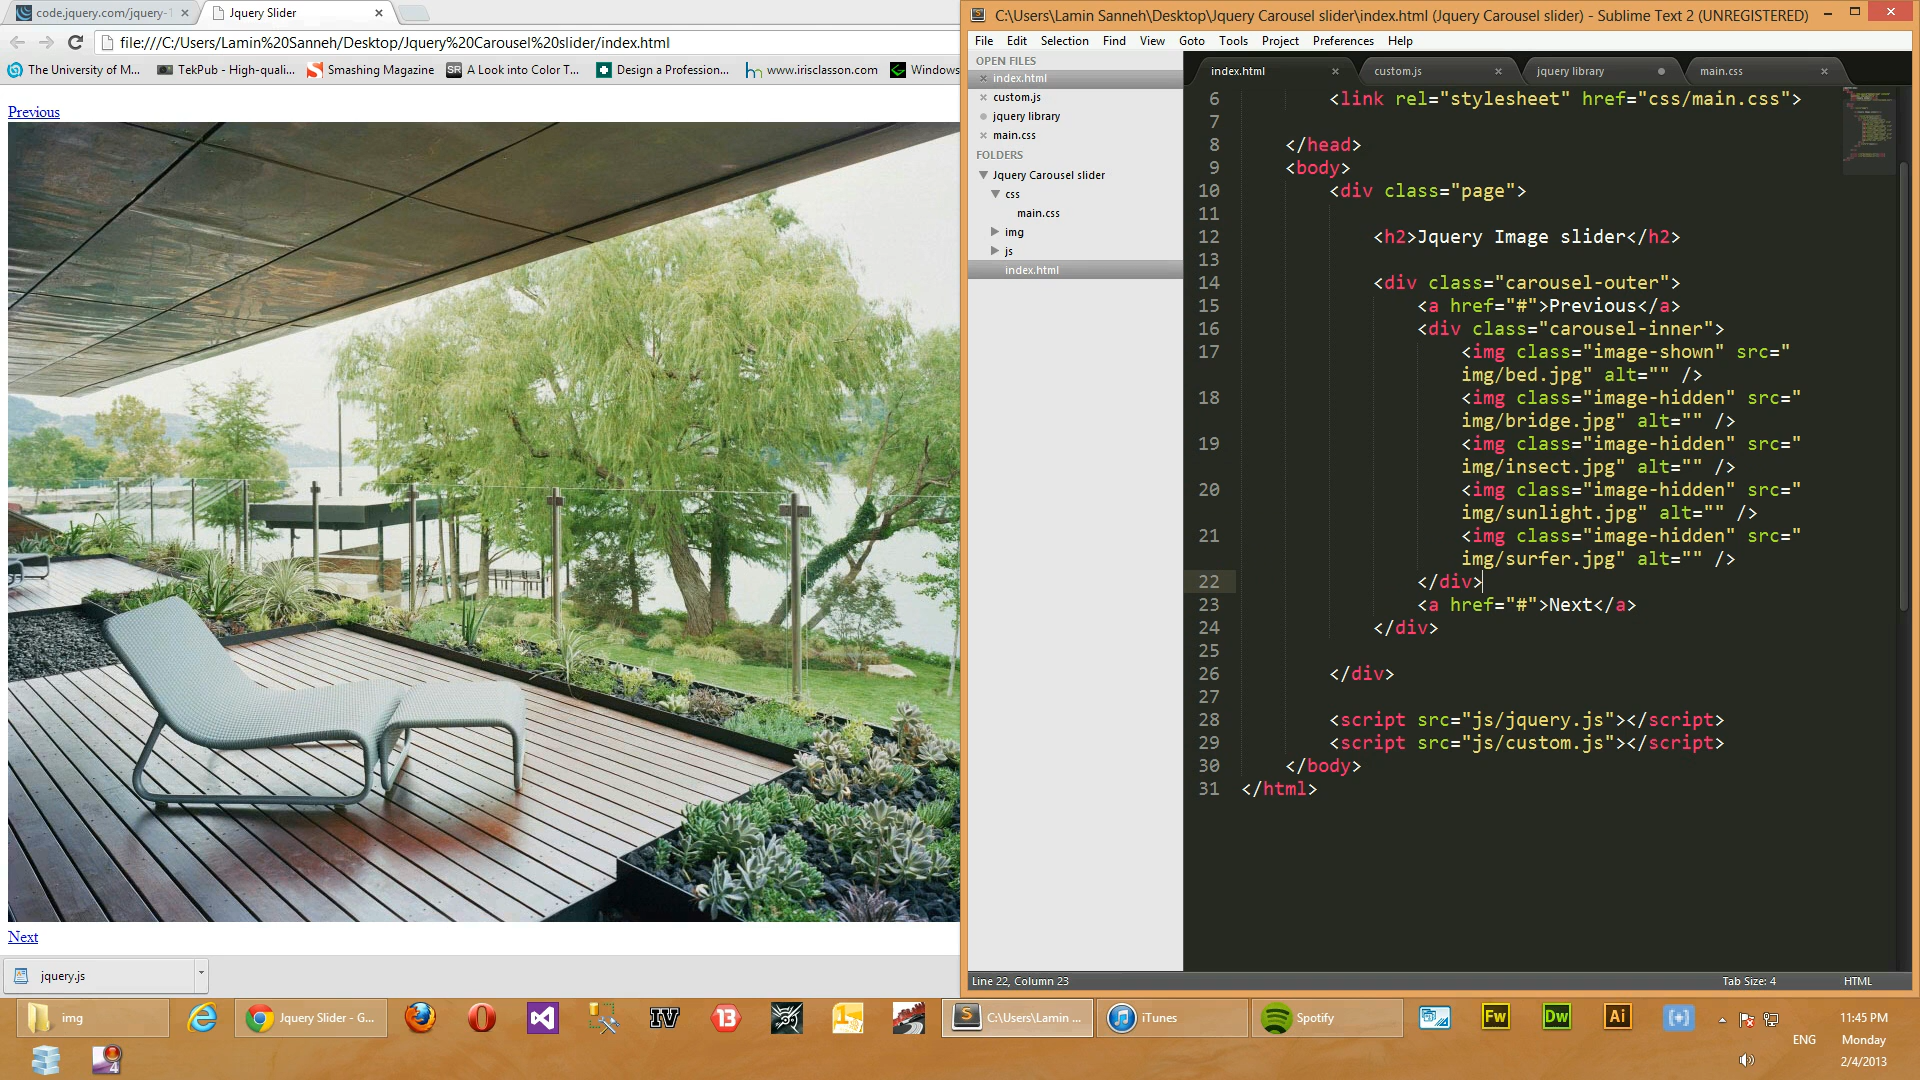 code.jquery.com/jquery-1
Jquery Slider
file:///C:/Users/Lamin%20Sanneh/Desktop/Jquery%20Carousel%20slider/index.html
The University of M...
TekPub - High-quali...
Smashing Magazine
SR
A Look into Color T...
Design a Profession...
www.irisclasson.com
Windows
Previous
Next
jquery.js
C:\Users\Lamin Sanneh\Desktop\Jquery Carousel slider\index.html (Jquery Carousel slider) - Sublime Text 2 (UNREGISTERED)
File Edit Selection Find View Goto Tools Project Preferences Help
OPEN FILES
index.html
custom.js
jquery library
main.css
FOLDERS
Jquery Carousel slider
css
main.css
img
js
index.html
index.html
custom.js
jquery library
main.css
6 <link rel="stylesheet" href="css/main.css">
7
8 </head>
9 <body>
10 <div class="page">
11
12 <h2>Jquery Image slider</h2>
13
14 <div class="carousel-outer">
15 <a href="#">Previous</a>
16 <div class="carousel-inner">
17 <img class="image-shown" src="
img/bed.jpg" alt="" />
18 <img class="image-hidden" src="
img/bridge.jpg" alt="" />
19 <img class="image-hidden" src="
img/insect.jpg" alt="" />
20 <img class="image-hidden" src="
img/sunlight.jpg" alt="" />
21 <img class="image-hidden" src="
img/surfer.jpg" alt="" />
22 </div>
23 <a href="#">Next</a>
24 </div>
25
26 </div>
27
28 <script src="js/jquery.js"></script>
29 <script src="js/custom.js"></script>
30 </body>
31 </html>
Line 22, Column 23
Tab Size: 4
HTML
img
Jquery Slider - G...
IV
13
C:\Users\Lamin ...
iTunes
Spotify
Fw
Dw
Ai
ENG
11:45 PM
Monday
2/4/2013
4